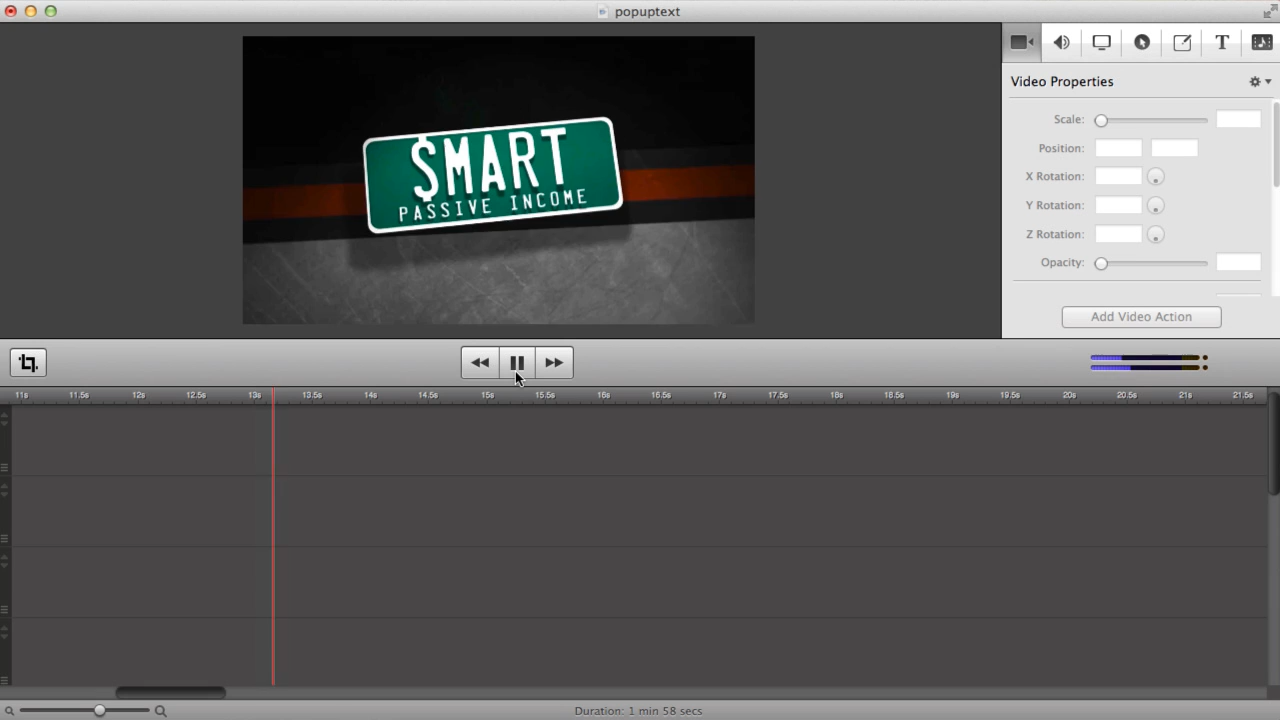 popuptext
$MART
PASSIVE INCOME
T
Video Properties
Scale:
Position:
X Rotation:
Y Rotation:
Z Rotation:
Opacity:
Add Video Action
11s 11.5s 12s 12.5s 13s 13.5s 14s 14.5s 15s 15.5s 16s 16.5s 17s 17.5s 18s 18.5s 19s 19.5s 20s 20.5s 21s 21.5s
Duration: 1 min 58 secs